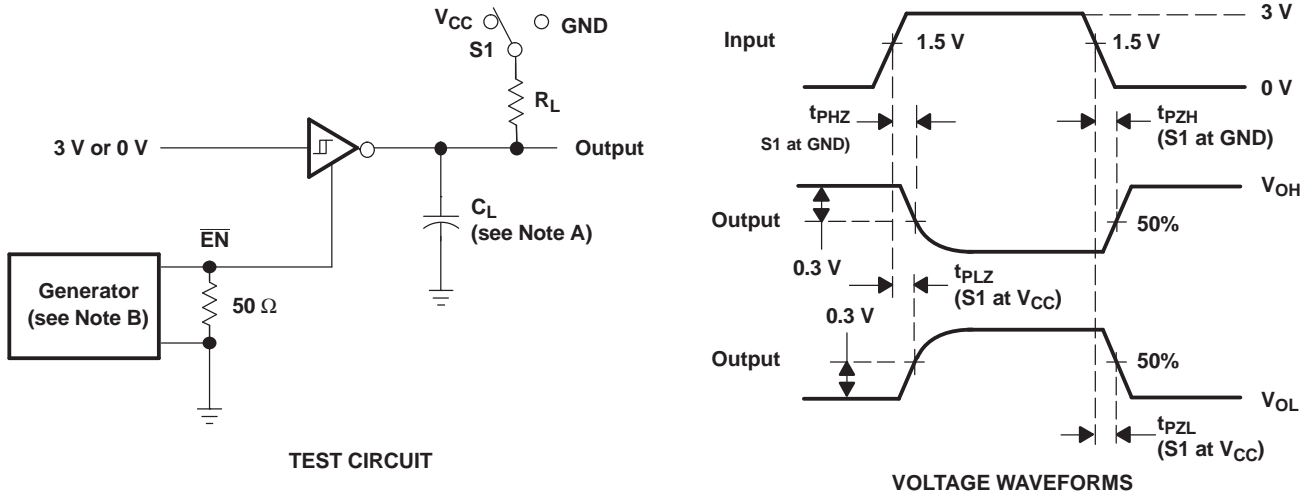 VCC
GND
S1
RL
3 V or 0 V
Output
CL
(see Note A)
EN
Generator
(see Note B)
50 Ω
TEST CIRCUIT
3 V
Input
1.5 V
1.5 V
0 V
tPHZ
S1 at GND)
tPZH
(S1 at GND)
VOH
Output
50%
0.3 V
tPLZ
(S1 at VCC)
0.3 V
Output
50%
VOL
tPZL
(S1 at VCC)
VOLTAGE WAVEFORMS